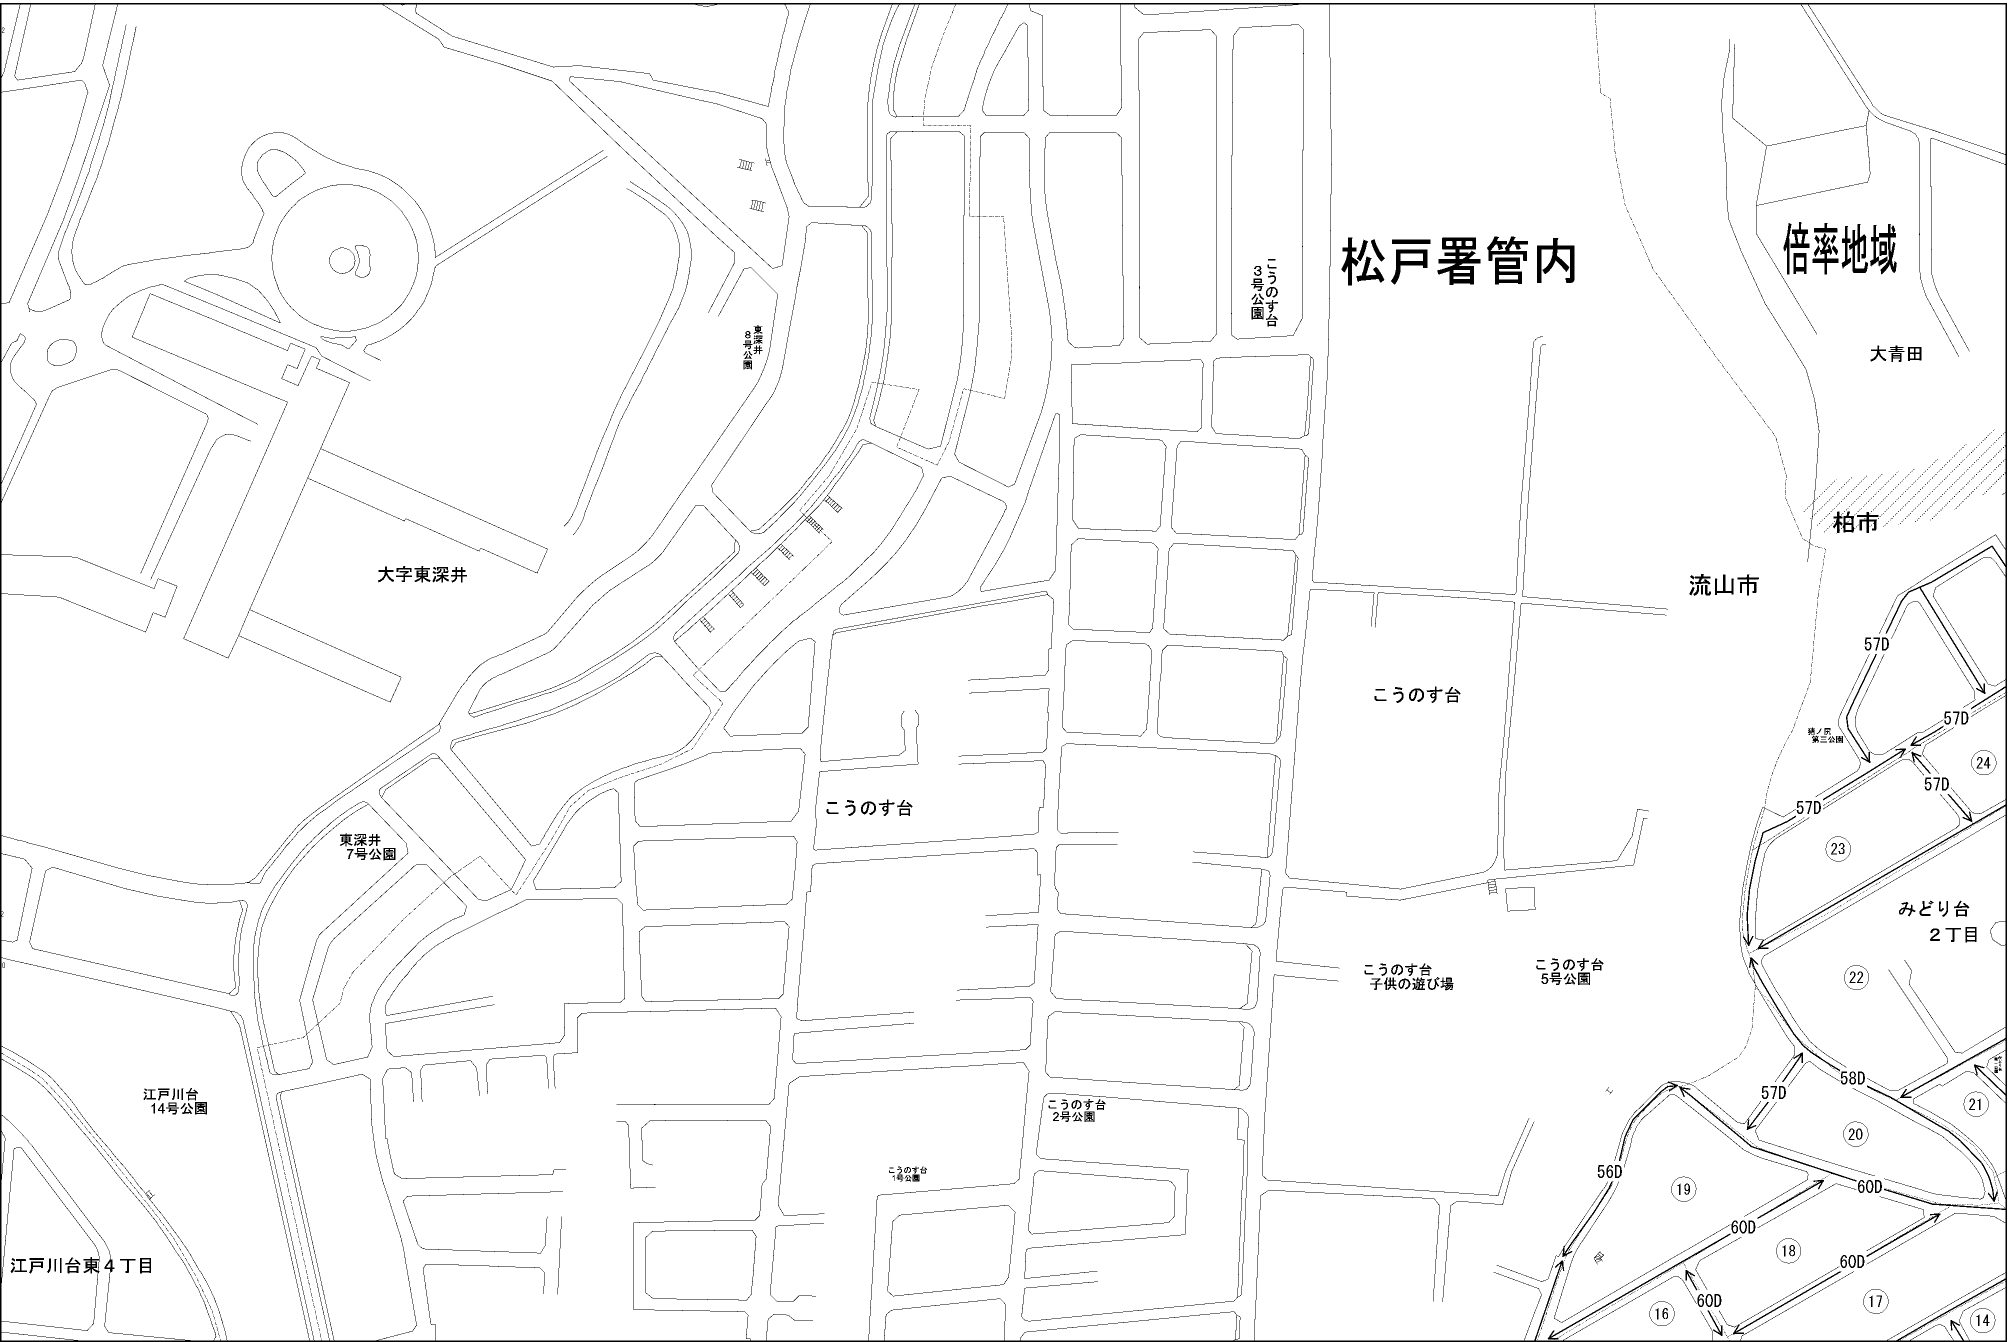 松戸署管内
倍率地域
こうのす台
3号公園
東深井
8号公園
大青田
柏市
大字東深井
流山市
57D
こうのす台
57D
猪ノ尻
第三公園
24
57D
57D
こうのす台
東深井
7号公園
23
みどり台
2丁目
こうのす台
子供の遊び場
こうのす台
5号公園
22
58D
57D
江戸川台
14号公園
こうのす台
2号公園
21
20
こうのす台
1号公園
56D
19
60D
60D
18
江戸川台東4丁目
60D
60D
16
17
14